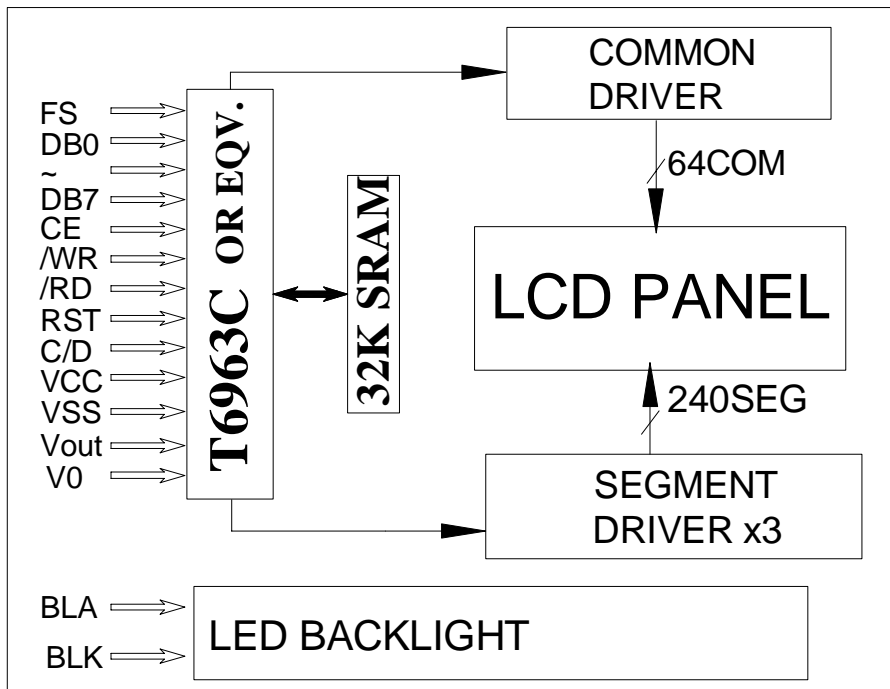 FS
DB0
~
DB7
CE
/WR
/RD
RST
C/D
VCC
VSS
Vout
V0
T6963C OR EQV.
32K SRAM
COMMON
DRIVER
64COM
LCD PANEL
240SEG
SEGMENT
DRIVER x3
BLA
BLK
LED BACKLIGHT